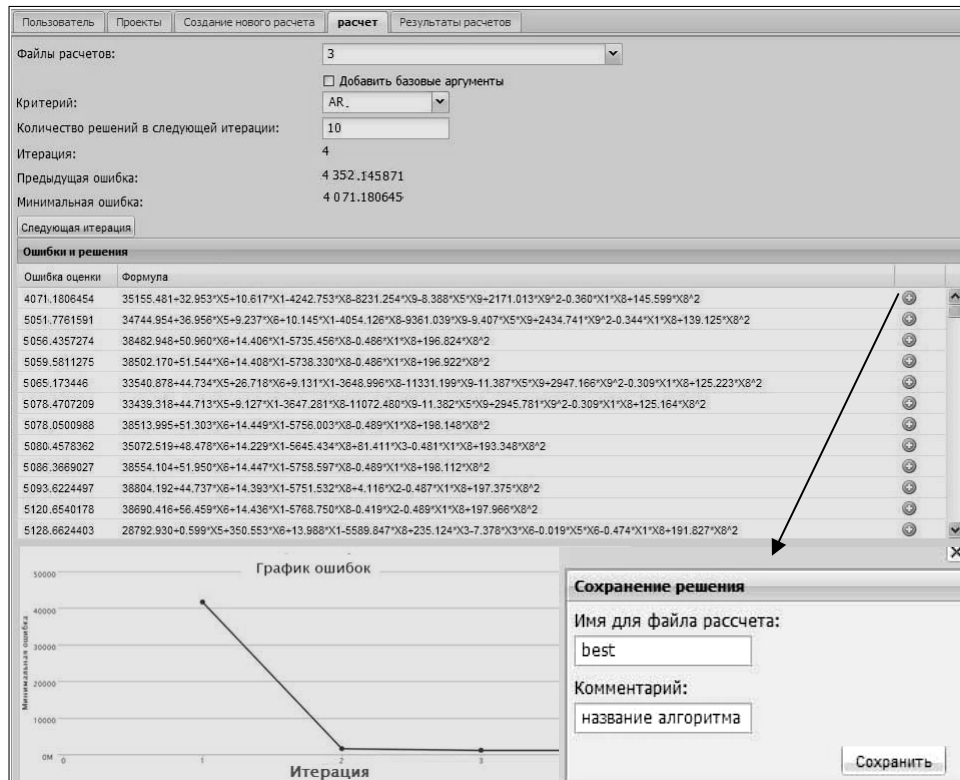 Пользователь Проекты Создание нового расчета расчет Результаты расчетов
Файлы расчетов: 3
Добавить базовые аргументы
Критерий: AR.
Количество решений в следующей итерации: 10
Итерация: 4
Предыдущая ошибка: 4 352.145871
Минимальная ошибка: 4 071.180645
Следующая итерация
Ошибки и решения
Ошибка оценки Формула
4071.1806454 35155.481+32.953*X5+10.617*X1-4242.753*X8-8231.254*X9-8.388*X5*X9+2171.013*X9^2-0.360*X1*X8+145.599*X8^2
5051.7761591 34744.954+36.956*X5+9.237*X6+10.145*X1-4054.126*X8-9361.039*X9-9.407*X5*X9+2434.741*X9^2-0.344*X1*X8+139.125*X8^2
5056.4357274 38482.948+50.960*X6+14.406*X1-5735.456*X8-0.486*X1*X8+196.824*X8^2
5059.5811275 38502.170+51.544*X6+14.408*X1-5738.330*X8-0.486*X1*X8+196.922*X8^2
5065.173446 33540.878+44.734*X5+26.718*X6+9.131*X1-3648.996*X8-11331.199*X9-11.387*X5*X9+2947.166*X9^2-0.309*X1*X8+125.223*X8^2
5078.4707209 33439.318+44.713*X5+9.127*X1-3647.281*X8-11072.480*X9-11.382*X5*X9+2945.781*X9^2-0.309*X1*X8+125.164*X8^2
5078.0500988 38513.995+51.303*X6+14.449*X1-5756.003*X8-0.489*X1*X8+198.148*X8^2
5080.4578362 35072.519+48.478*X6+14.229*X1-5645.434*X8+81.411*X3-0.481*X1*X8+193.348*X8^2
5086.3669027 38554.104+51.950*X6+14.447*X1-5758.597*X8-0.489*X1*X8+198.112*X8^2
5093.6224497 38804.192+44.737*X6+14.393*X1-5751.532*X8+4.116*X2-0.487*X1*X8+197.375*X8^2
5120.6540178 38690.416+56.459*X6+14.436*X1-5768.750*X8-0.419*X2-0.489*X1*X8+197.966*X8^2
5128.6624403 28792.930+0.599*X5+350.553*X6+13.988*X1-5589.847*X8+235.124*X3-7.378*X3*X6-0.019*X5*X6-0.474*X1*X8+191.827*X8^2
График ошибок
50000
40000
30000
20000
10000
0M
Минимальная ошибка
0 1 2 3
Итерация
Сохранение решения
Имя для файла рассчета:
best
Комментарий:
название алгоритма
Сохранить